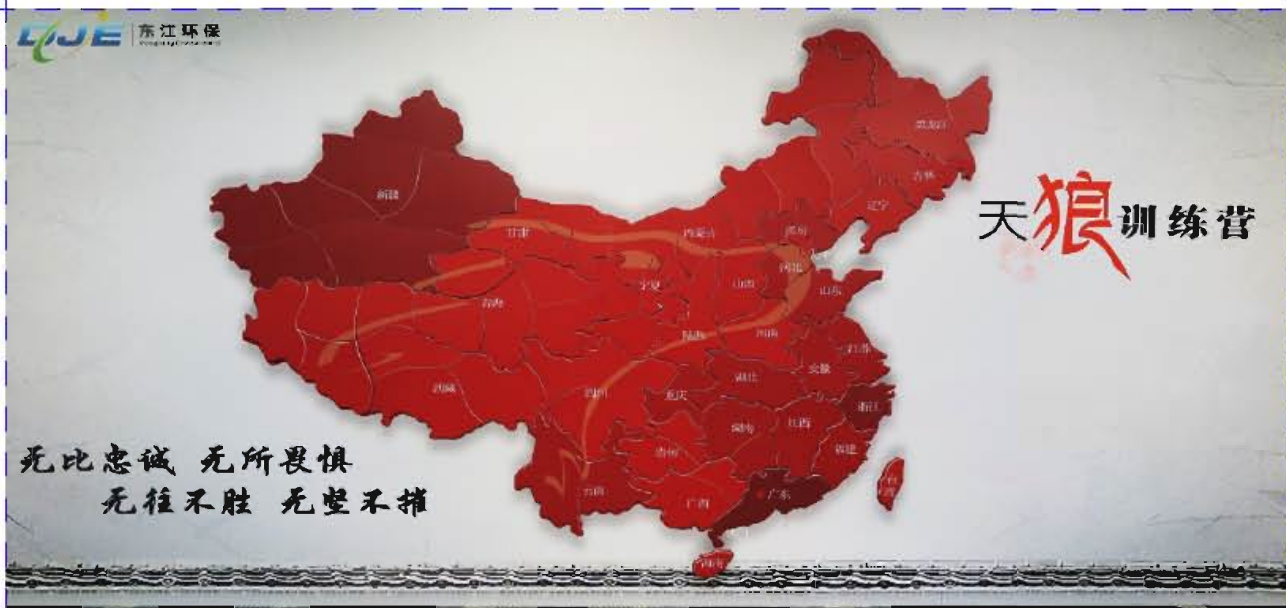 DJE 东江环保
黑龙江
吉林
辽宁
新疆
天狼训练营
甘肃
内蒙古
河北
宁夏
山西
山东
青海
陕西
河南
江苏
安徽
西藏
四川
重庆
湖北
浙江
湖南
江西
福建
贵州
云南
广西
广东
台湾
海南
无比忠诚 无所畏惧
无往不胜 无坚不摧